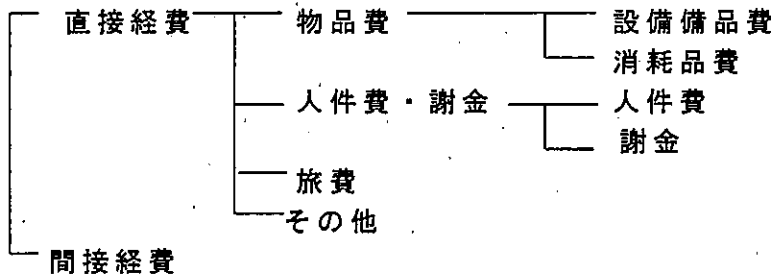 直接経費 物品費 設備備品費
消耗品費
人件費・謝金 人件費
謝金
旅費
その他
間接経費